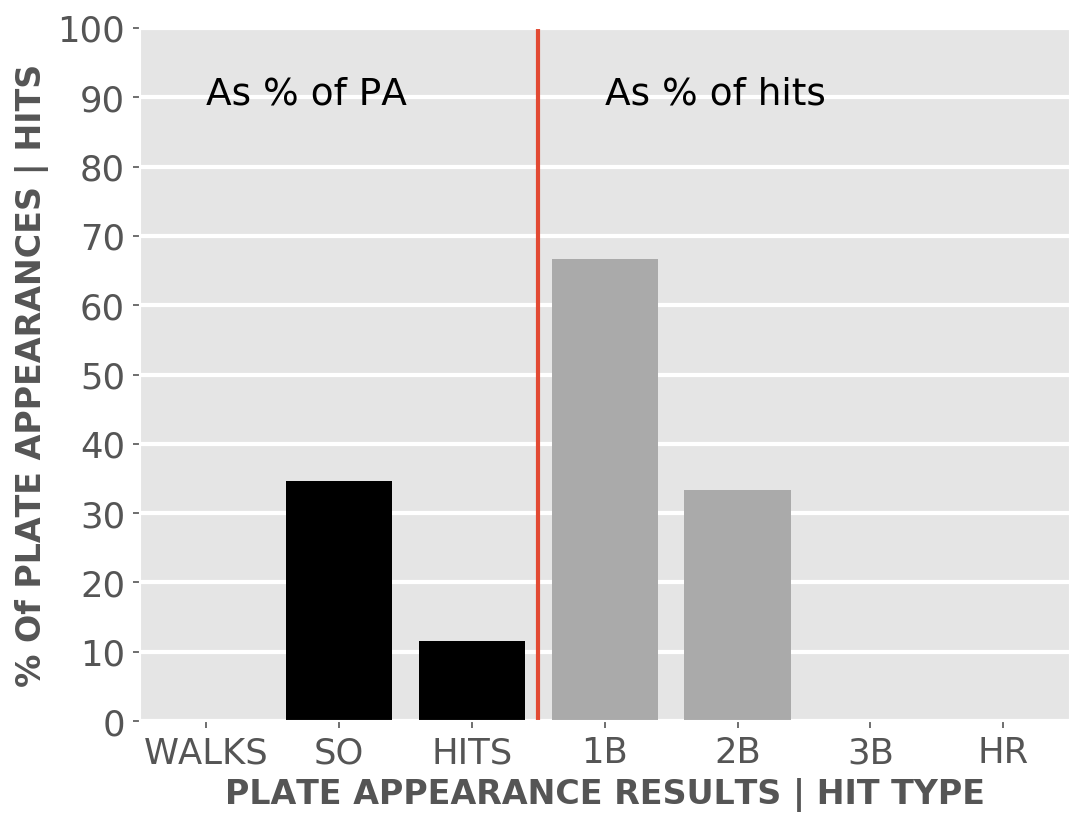 % Of PLATE APPEARANCES | HITS
100
90
80
70
60
50
40
30
20
10
0
As % of PA
As % of hits
WALKS SO HITS 1B 2B 3B HR
PLATE APPEARANCE RESULTS | HIT TYPE